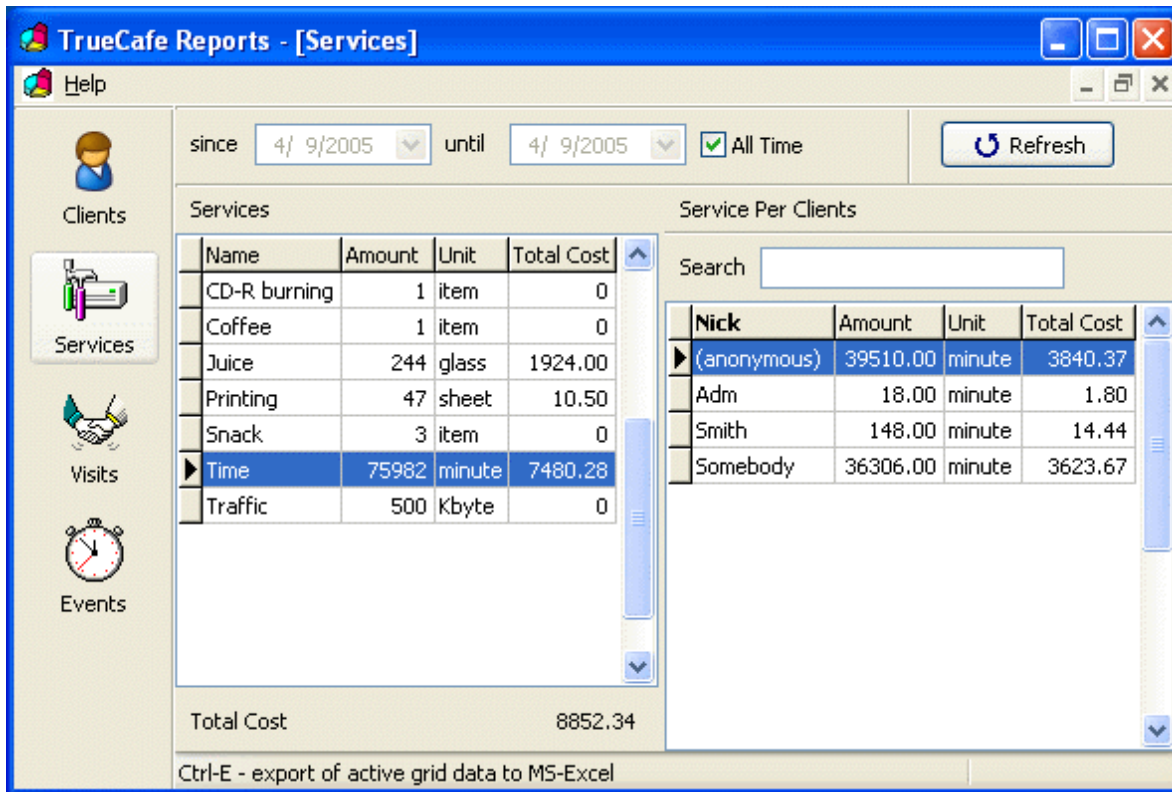 TrueCafe Reports - [Services]
Help
since 4/ 9/2005 until 4/ 9/2005 All Time Refresh
Clients
Services
Visits
Events
Services
Name Amount Unit Total Cost
CD-R burning 1 item 0
Coffee 1 item 0
Juice 244 glass 1924.00
Printing 47 sheet 10.50
Snack 3 item 0
Time 75982 minute 7480.28
Traffic 500 Kbyte 0
Total Cost 8852.34
Service Per Clients
Search
Nick Amount Unit Total Cost
(anonymous) 39510.00 minute 3840.37
Adm 18.00 minute 1.80
Smith 148.00 minute 14.44
Somebody 36306.00 minute 3623.67
Ctrl-E - export of active grid data to MS-Excel